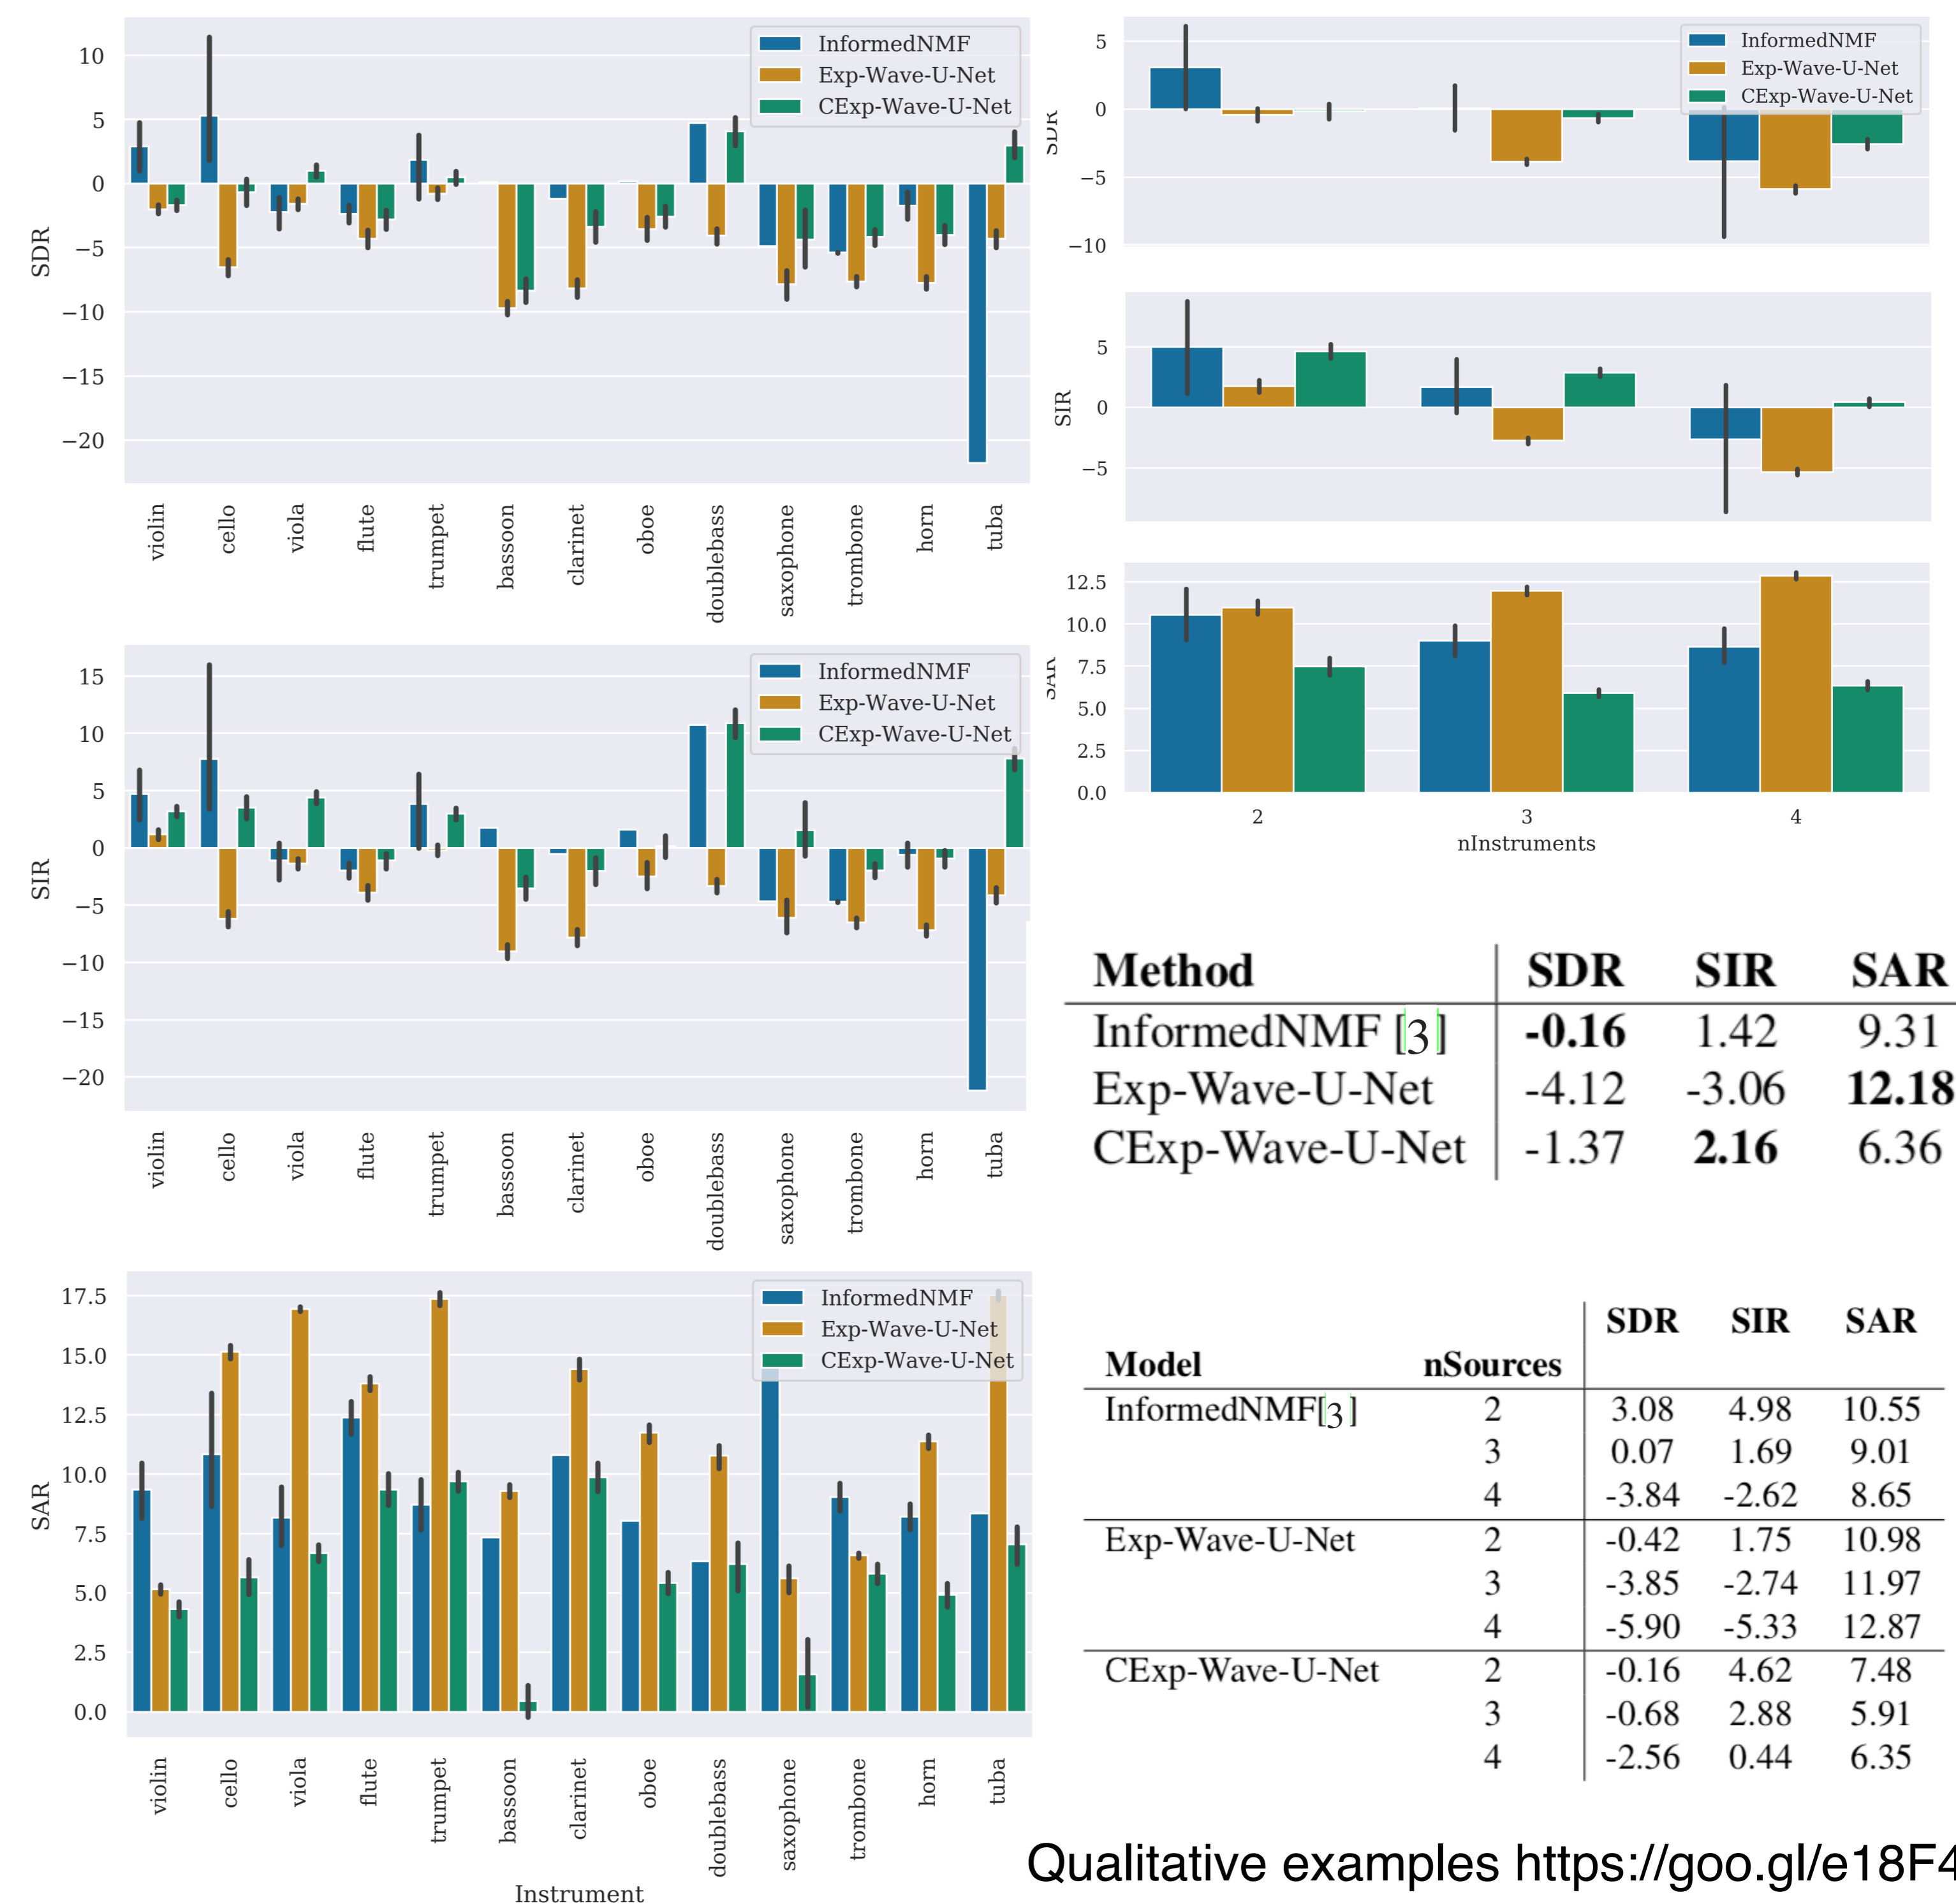 10
5
0
−5
−10
−15
−20
SDR
InformedNMF
Exp-Wave-U-Net
CExp-Wave-U-Net
violin
cello
viola
flute
trumpet
bassoon
clarinet
oboe
doublebass
saxophone
trombone
horn
tuba
15
10
5
0
−5
−10
−15
−20
SIR
InformedNMF
Exp-Wave-U-Net
CExp-Wave-U-Net
violin
cello
viola
flute
trumpet
bassoon
clarinet
oboe
doublebass
saxophone
trombone
horn
tuba
17.5
15.0
12.5
10.0
7.5
5.0
2.5
0.0
SAR
InformedNMF
Exp-Wave-U-Net
CExp-Wave-U-Net
violin
cello
viola
flute
trumpet
bassoon
clarinet
oboe
doublebass
saxophone
trombone
horn
tuba
Instrument
5
0
−5
−10
SDR
InformedNMF
Exp-Wave-U-Net
CExp-Wave-U-Net
5
0
−5
SIR
12.5
10.0
7.5
5.0
2.5
0.0
SAR
2 3 4
nInstruments
Method SDR SIR SAR
InformedNMF [3] -0.16 1.42 9.31
Exp-Wave-U-Net -4.12 -3.06 12.18
CExp-Wave-U-Net -1.37 2.16 6.36
SDR SIR SAR
Model nSources
InformedNMF[3] 2 3.08 4.98 10.55
3 0.07 1.69 9.01
4 -3.84 -2.62 8.65
Exp-Wave-U-Net 2 -0.42 1.75 10.98
3 -3.85 -2.74 11.97
4 -5.90 -5.33 12.87
CExp-Wave-U-Net 2 -0.16 4.62 7.48
3 -0.68 2.88 5.91
4 -2.56 0.44 6.35
Qualitative examples https://goo.gl/e18F4